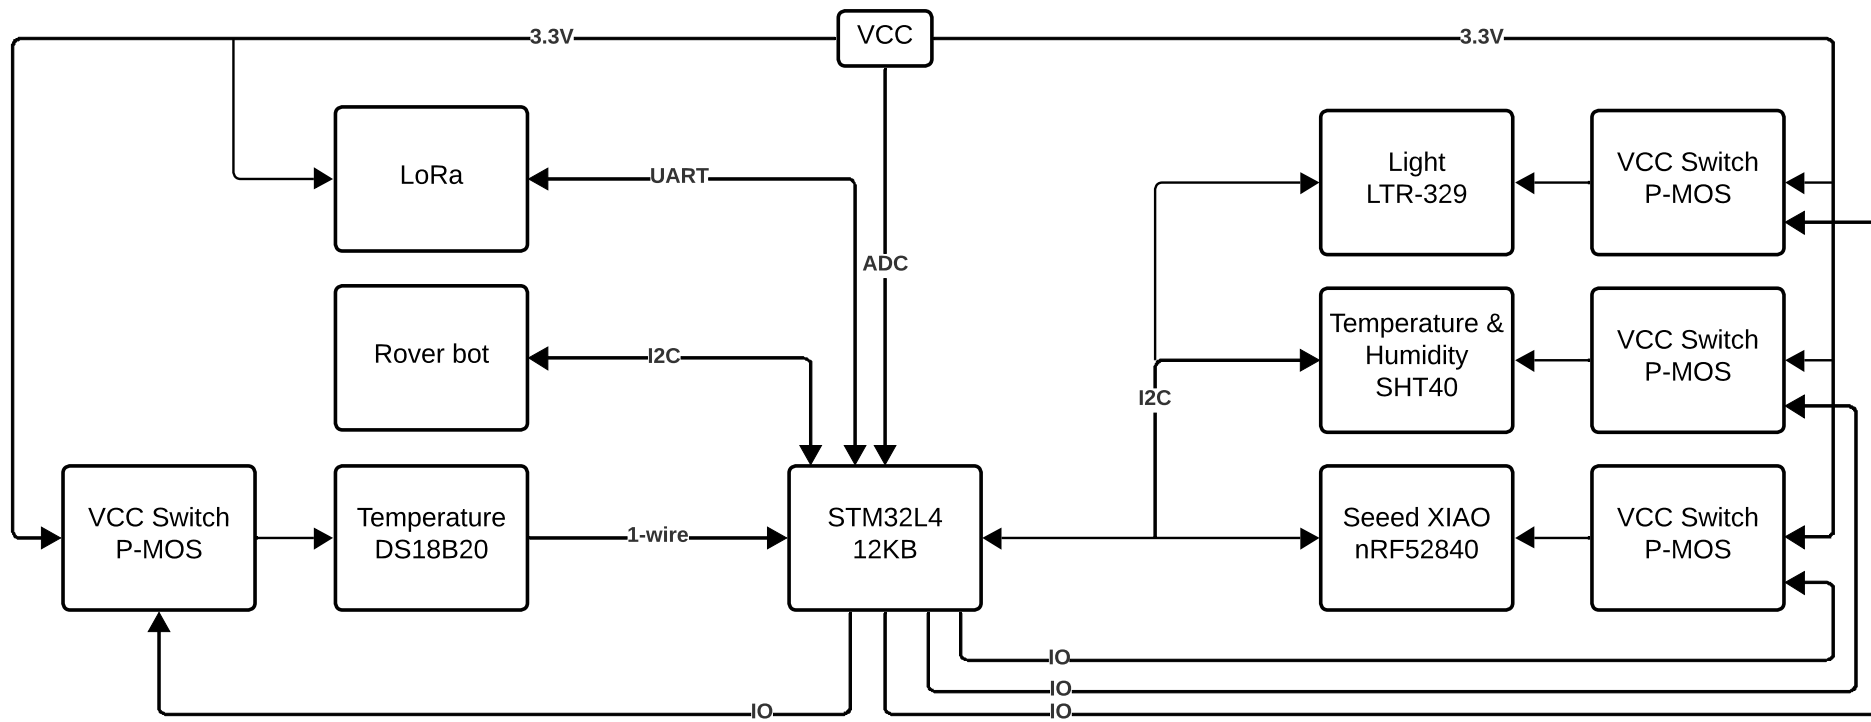 VCC
3.3V
3.3V
LoRa
UART
Light
LTR-329
VCC Switch
P-MOS
ADC
Rover bot
I2C
Temperature &
Humidity
SHT40
VCC Switch
P-MOS
I2C
VCC Switch
P-MOS
Temperature
DS18B20
1-wire
STM32L4
12KB
Seeed XIAO
nRF52840
VCC Switch
P-MOS
IO
IO
IO
IO